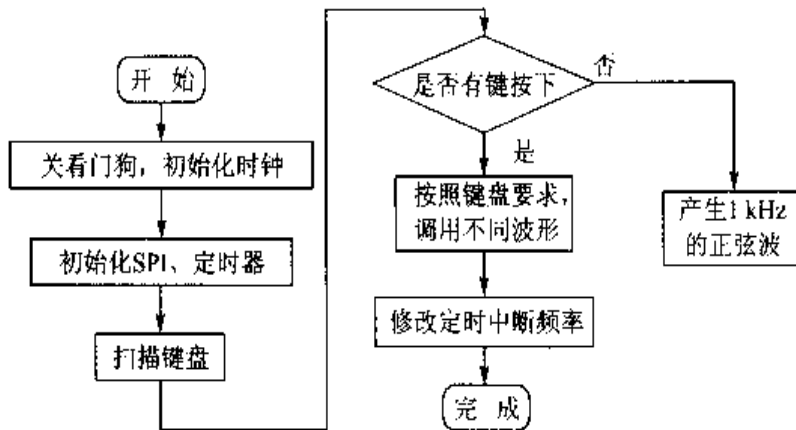 开 始
关看门狗，初始化时钟
初始化SPI、定时器
扫描键盘
是否有键按下
否
是
按照键盘要求，
调用不同波形
产生1 kHz
的正弦波
修改定时中断频率
完 成